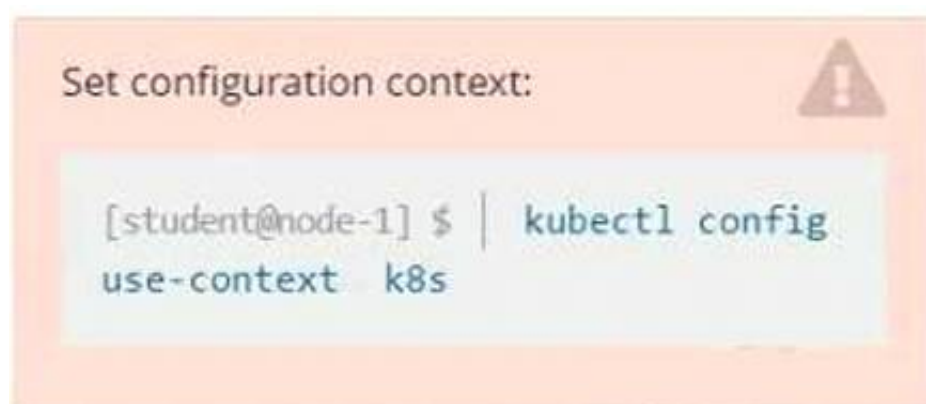 Set configuration context:
[student@node-1] $ | kubectl config
use-context k8s